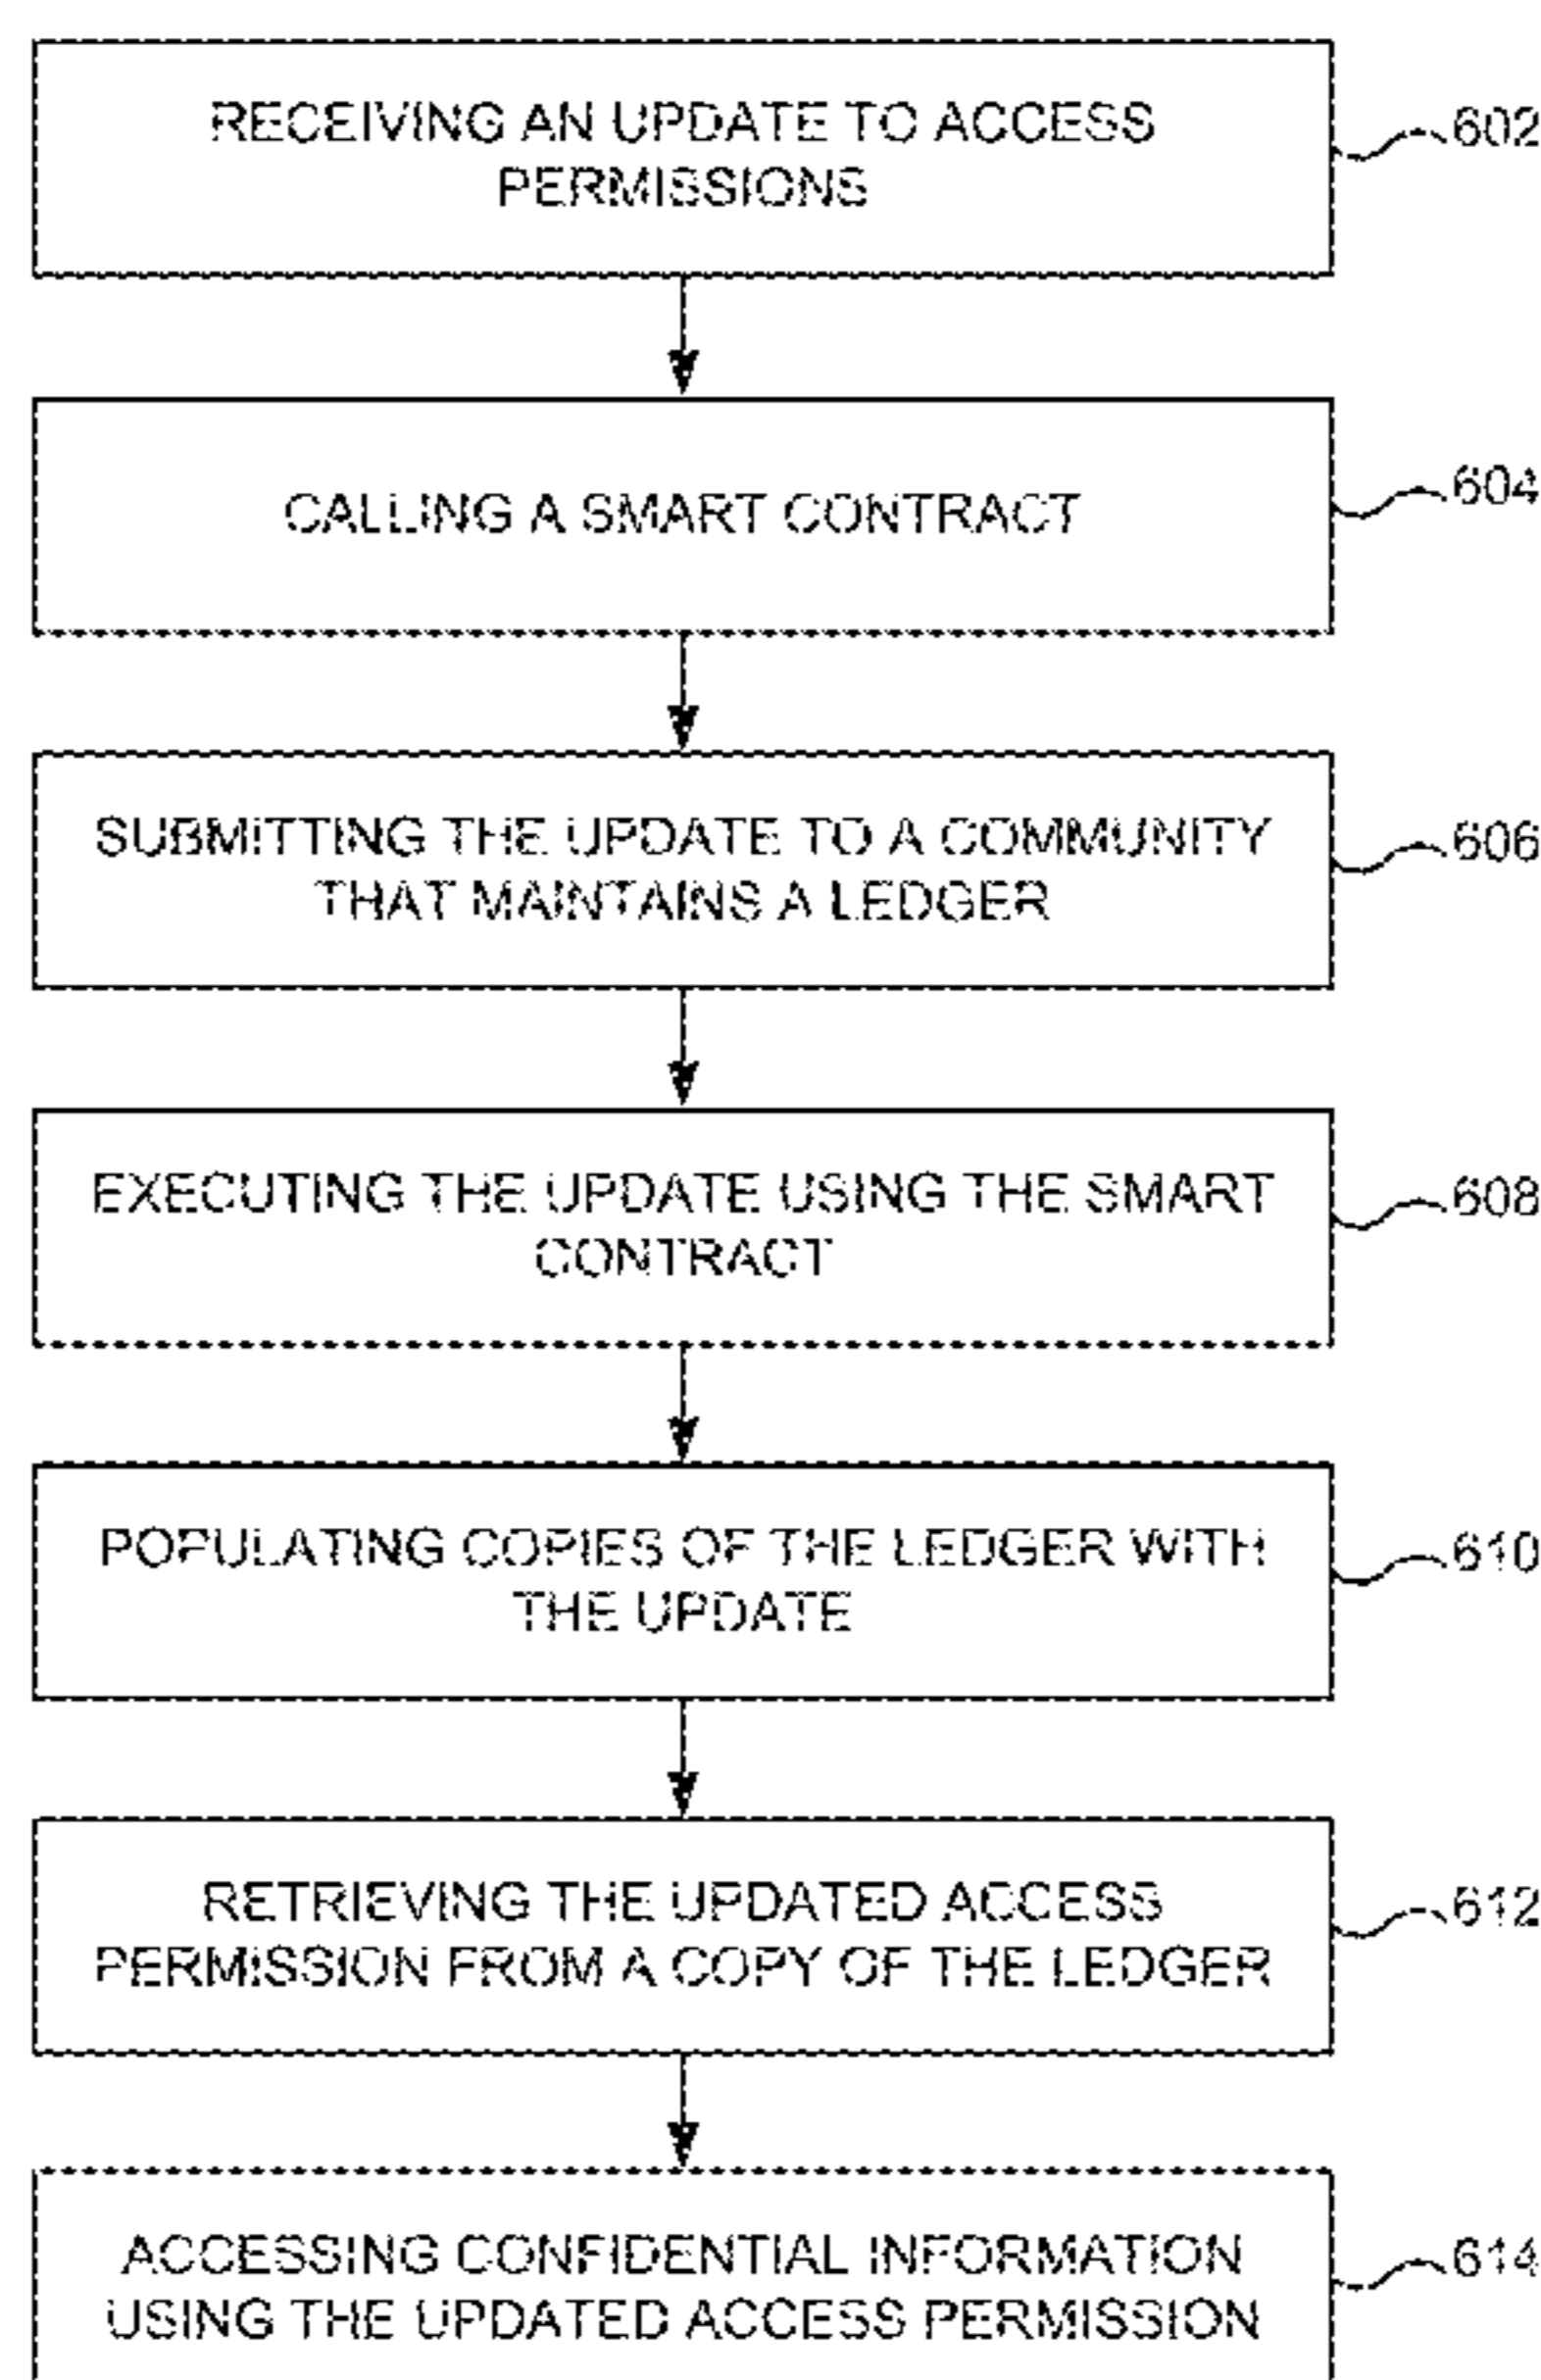 RECEIVING AN UPDATE TO ACCESS
PERMISSIONS
602
CALLING A SMART CONTRACT
604
SUBMITTING THE UPDATE TO A COMMUNITY
THAT MAINTAINS A LEDGER
606
EXECUTING THE UPDATE USING THE SMART
CONTRACT
608
POPULATING COPIES OF THE LEDGER WITH
THE UPDATE
610
RETRIEVING THE UPDATED ACCESS
PERMISSION FROM A COPY OF THE LEDGER
612
ACCESSING CONFIDENTIAL INFORMATION
USING THE UPDATED ACCESS PERMISSION
614